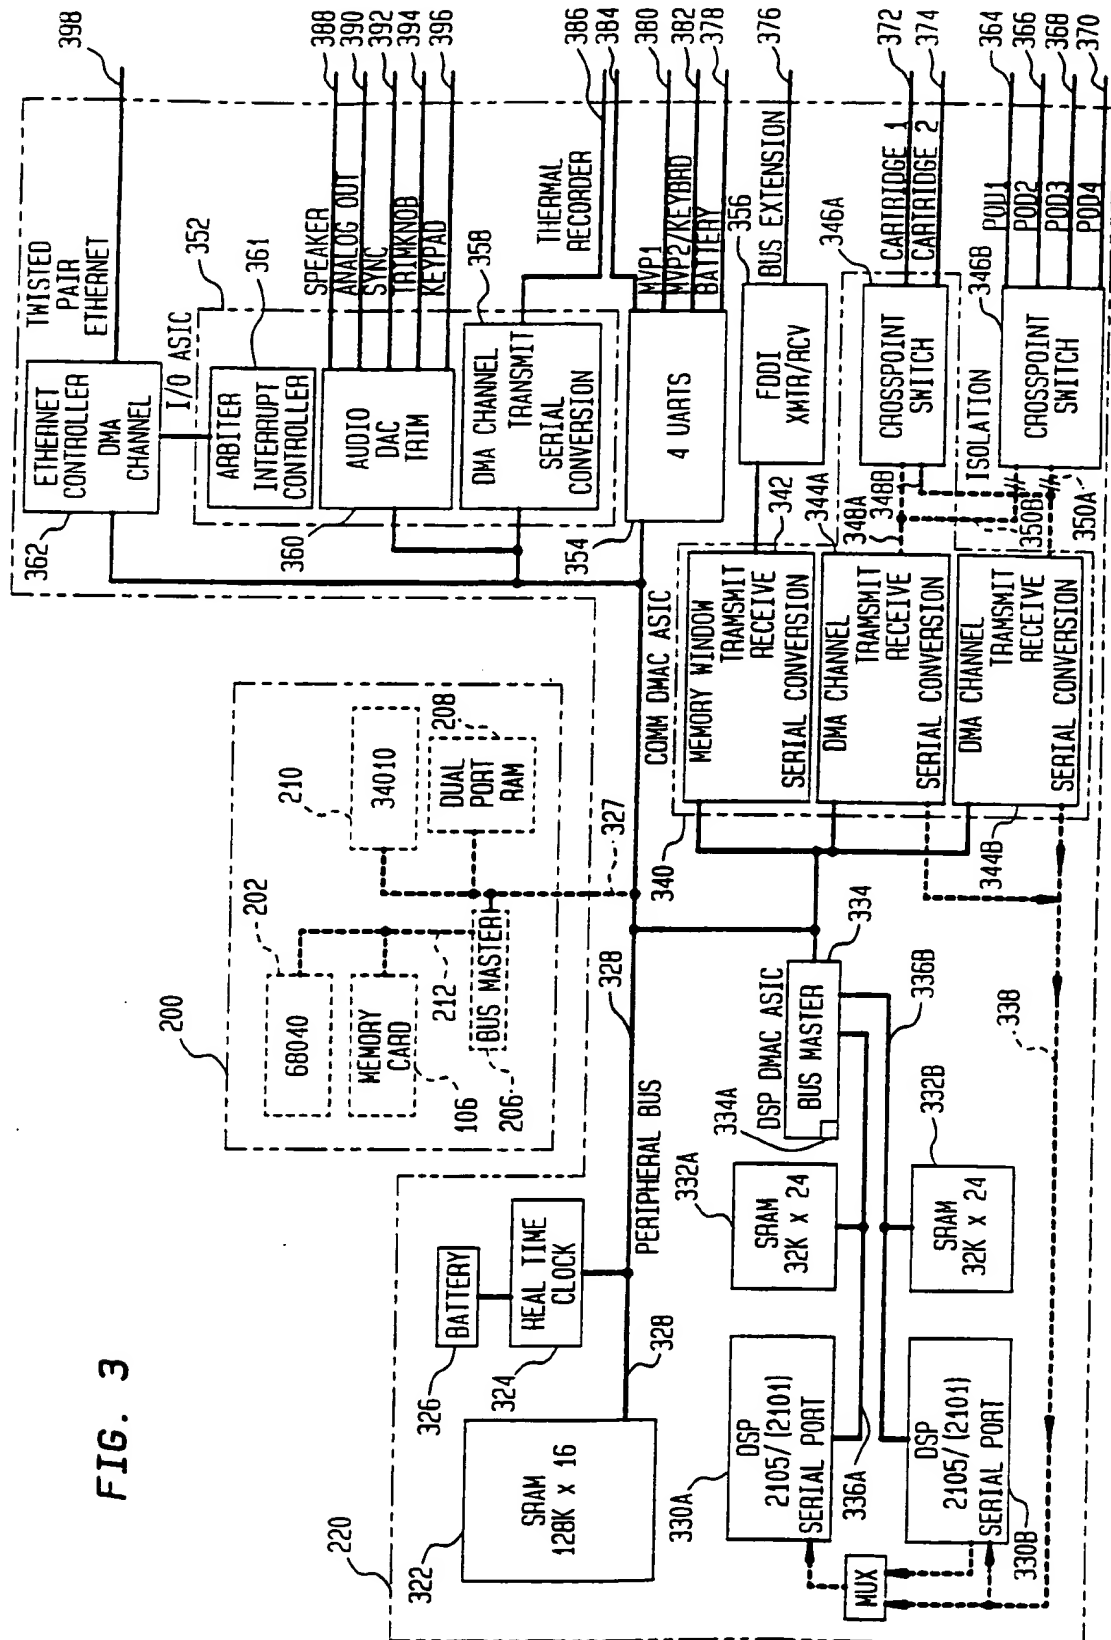 FIG. 3
220
322
SRAM
128K x 16
326
BATTERY
324
HEAL TIME
CLOCK
328
PERIPHERAL BUS
328
327
200
202
68040
MEMORY
CARD
106
212
BUS MASTER
206
210
34010
208
DUAL
PORT
RAM
362
ETHERNET
CONTROLLER
DMA
CHANNEL
TWISTED
PAIR
ETHERNET
398
I/O ASIC
352
361
ARBITER
INTERRUPT
CONTROLLER
360
AUDIO
DAC
TRIM
SPEAKER
388
ANALOG OUT
390
SYNC
392
TRIMKNOB
394
KEYPAD
396
358
DMA CHANNEL
TRANSMIT
SERIAL
CONVERSION
THERMAL
RECORDER
386
384
354
4 UARTS
MVP1
380
MVP2/KEYBRD
382
BATTERY
378
356
FDDI
XMTR/RCV
BUS EXTENSION
376
COMM DMAC ASIC
340
342
MEMORY WINDOW
TRAMSMIT
RECEIVE
SERIAL CONVERSION
344A
DMA CHANNEL
TRAMSMIT
RECEIVE
SERIAL CONVERSION
344B
DMA CHANNEL
TRANSMIT
RECEIVE
SERIAL CONVERSION
348A
348B
350B
350A
ISOLATION
346A
CROSSPOINT
SWITCH
CARTRIDGE 1
372
CARTRIDGE 2
374
346B
CROSSPOINT
SWITCH
POD1
364
POD2
366
POD3
368
POD4
370
DSP DMAC ASIC
334
334A
BUS MASTER
332A
SRAM
32K x 24
332B
SRAM
32K x 24
336A
336B
338
330A
DSP
2105/(2101)
SERIAL PORT
330B
DSP
2105/(2101)
SERIAL PORT
MUX